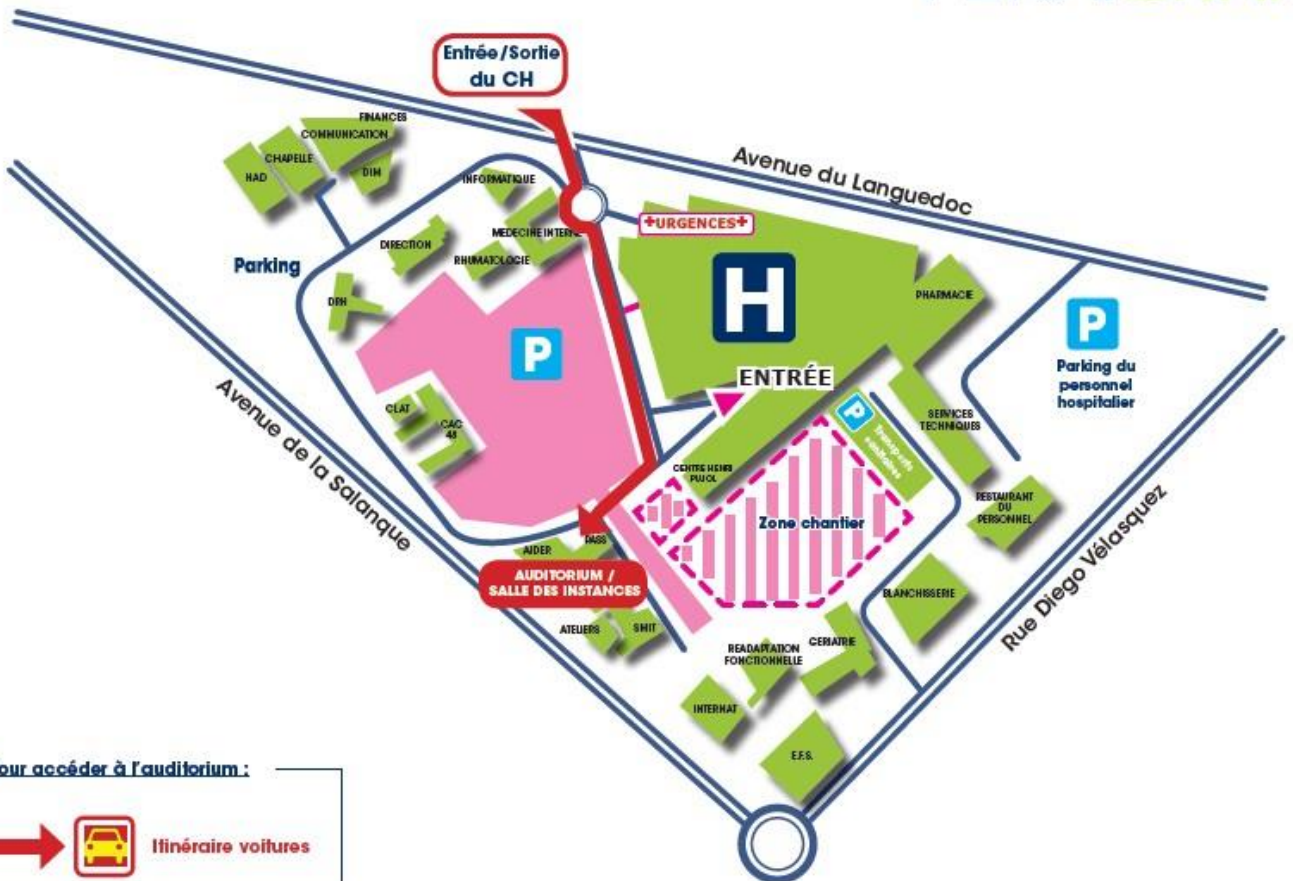 Entrée/Sortie
du CH
FINANCES
COMMUNICATION
CHAPELLE
HAD
DIM
INFORMATIQUE
Avenue du Languedoc
+URGENCES+
MEDECINE INTERNE
DIRECTION
RHUMATOLOGIE
Parking
H
PHARMACIE
DRH
P
P
Parking du
personnel
hospitalier
ENTRÉE
Avenue de la Salanque
CLAT
CAC
48
P
Transports
sanitaires
SERVICES
TECHNIQUES
CENTRE HENRI
PUJOL
Zone chantier
RESTAURANT
DU
PERSONNEL
Rue Diego Vélasquez
AIDER
PASS
AUDITORIUM /
SALLE DES INSTANCES
BLANCHISSERIE
ATELIERS
SMIT
READAPTATION
FONCTIONNELLE
GERIATRIE
INTERNAT
E.F.S.
our accéder à l'auditorium :
Itinéraire voitures